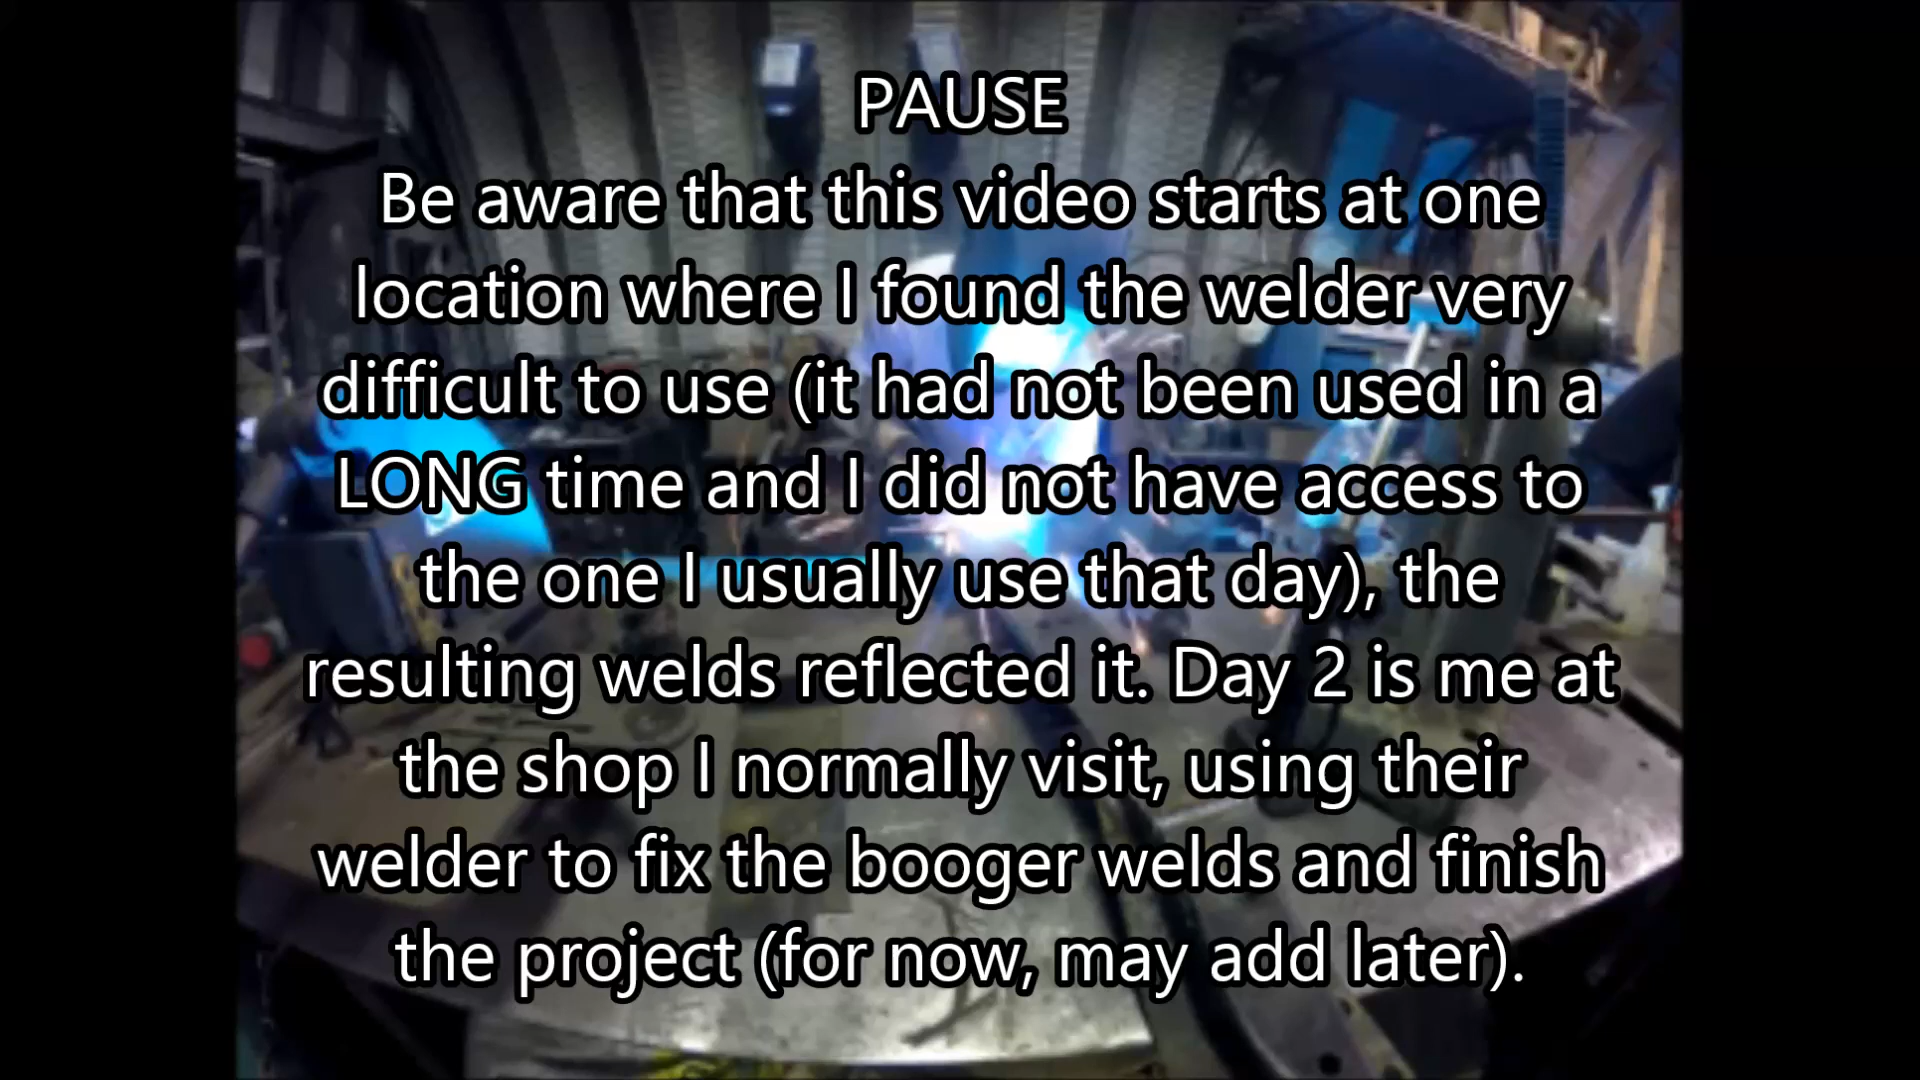 PAUSE
Be aware that this video starts at one
location where I found the welder very
difficult to use (it had not been used in a
LONG time and I did not have access to
the one I usually use that day), the
resulting welds reflected it. Day 2 is me at
the shop I normally visit, using their
welder to fix the booger welds and finish
the project (for now, may add later).